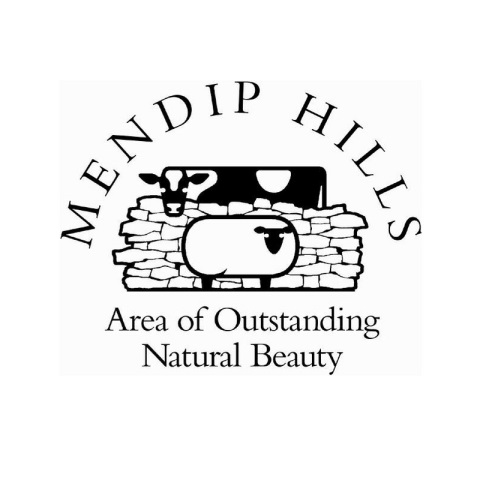 MENDIP HILLS
Area of Outstanding
Natural Beauty